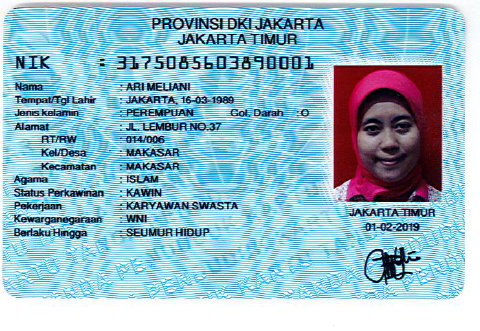 PROVINSI DKI JAKARTA
JAKARTA TIMUR
NIK : 3175085603890001
Nama : ARI MELIANI
Tempat/Tgl Lahir : JAKARTA, 16-03-1989
Jenis kelamin : PEREMPUAN Gol. Darah : O
Alamat : JL. LEMBUR NO.37
RT/RW : 014/006
Kel/Desa : MAKASAR
Kecamatan : MAKASAR
Agama : ISLAM
Status Perkawinan : KAWIN
Pekerjaan : KARYAWAN SWASTA
Kewarganegaraan : WNI
Berlaku Hingga : SEUMUR HIDUP
JAKARTA TIMUR
01-02-2019